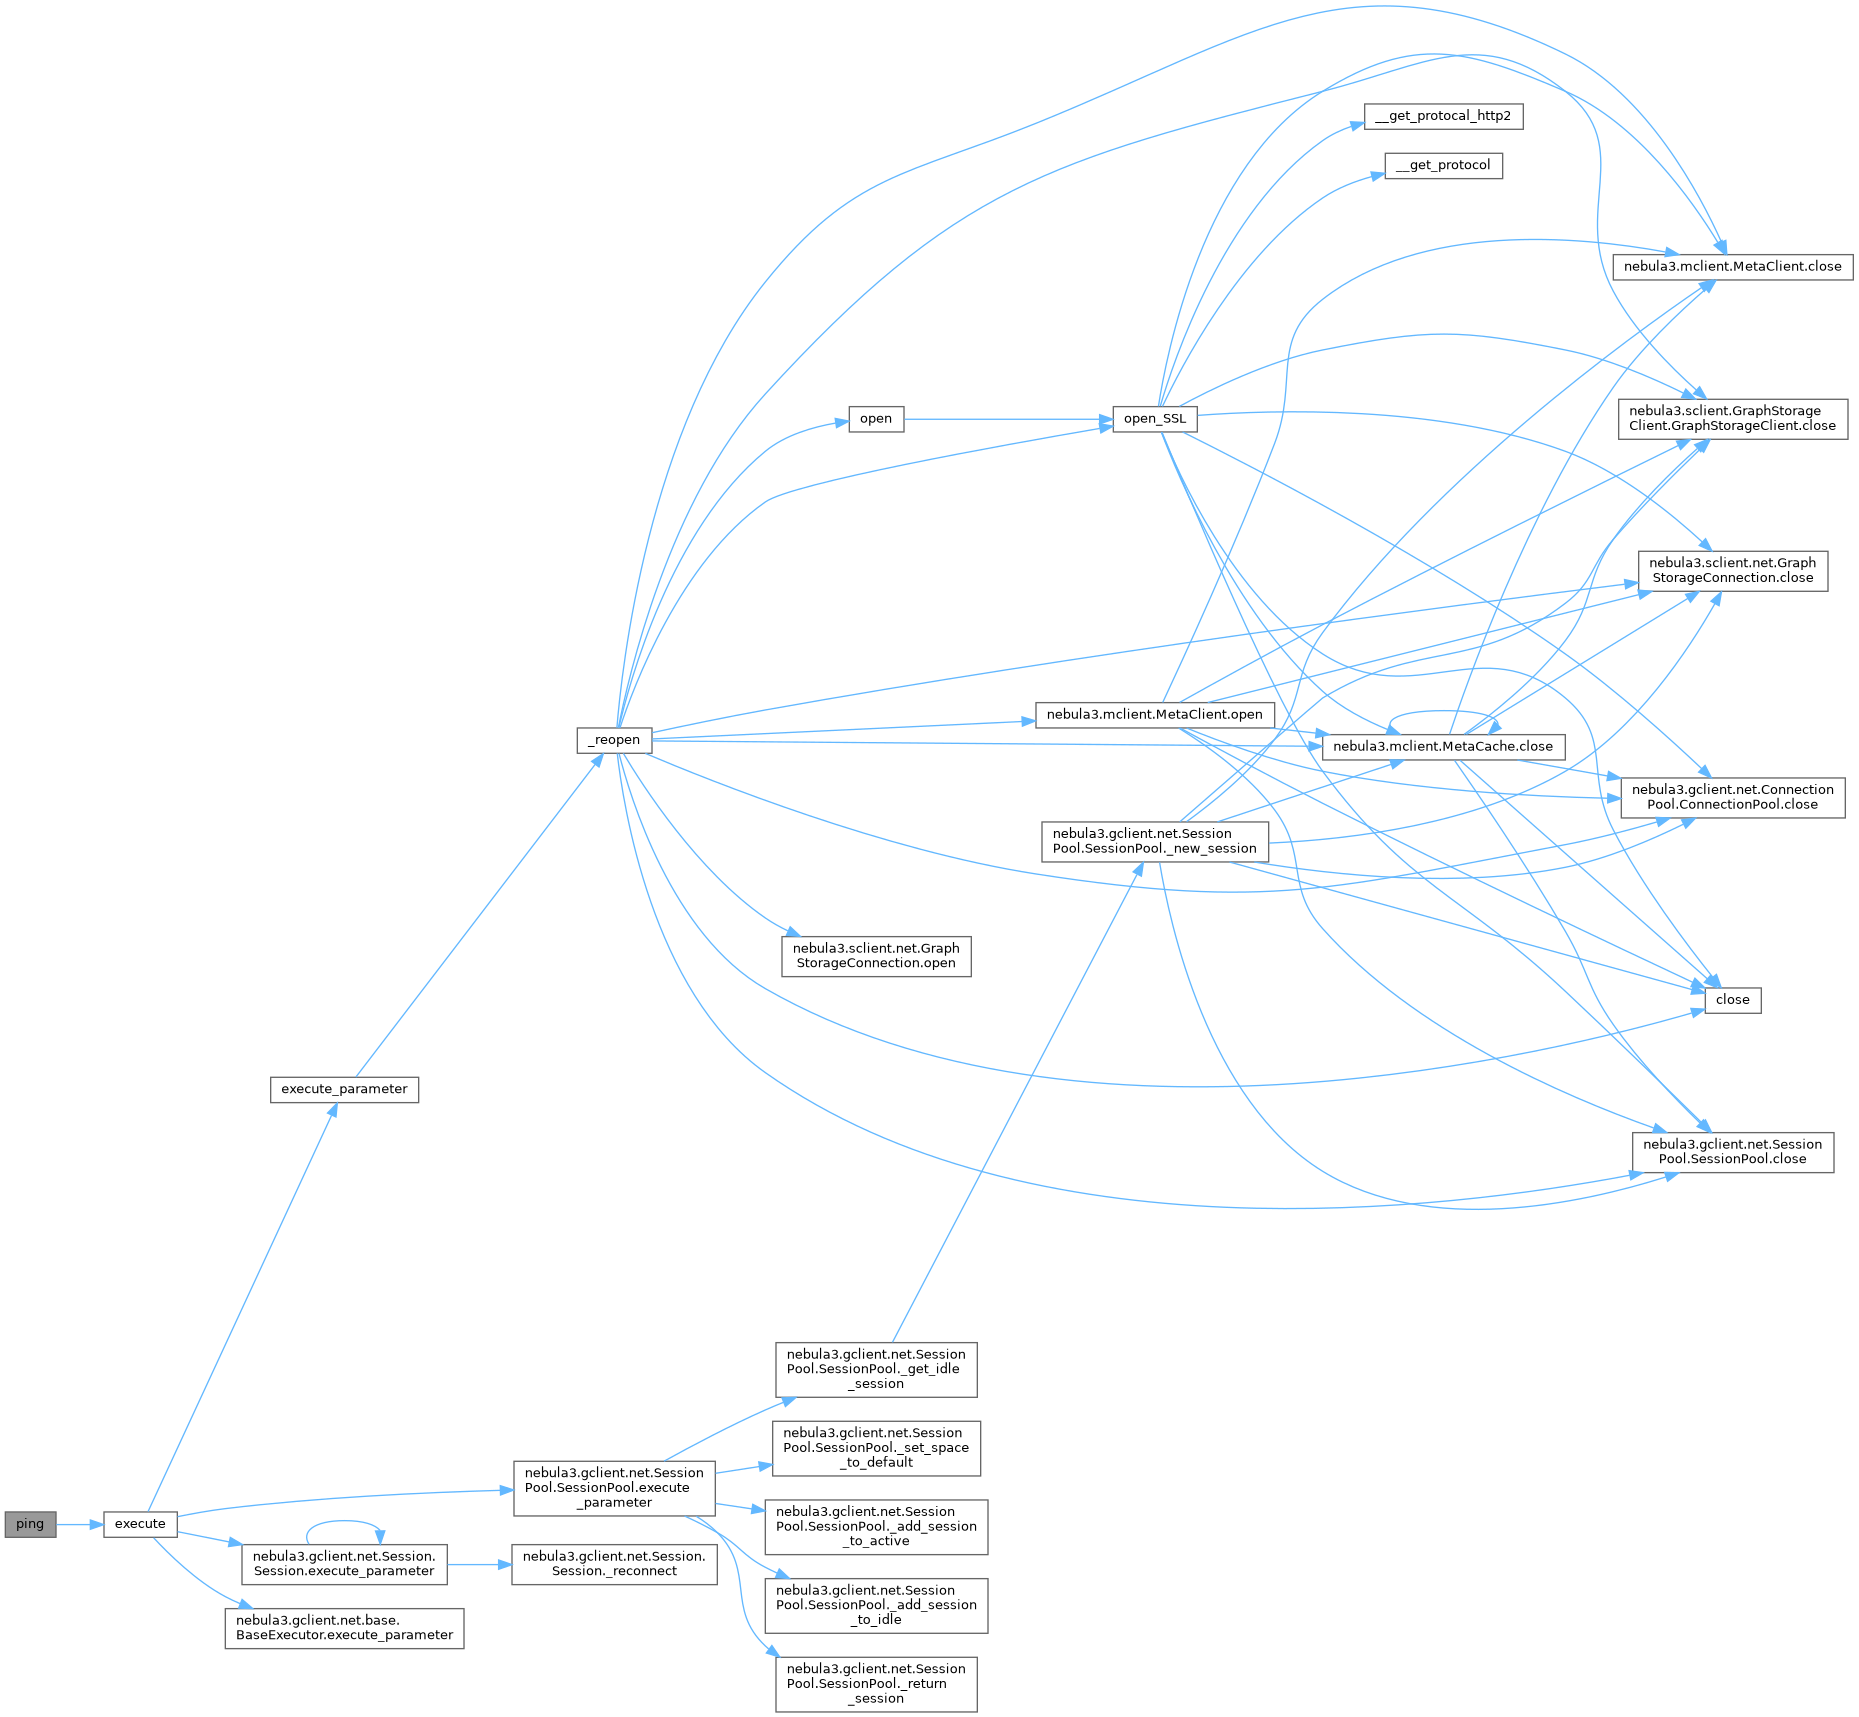 __get_protocal_http2
__get_protocol
nebula3.mclient.MetaClient.close
open
open_SSL
nebula3.sclient.GraphStorage
Client.GraphStorageClient.close
nebula3.sclient.net.Graph
StorageConnection.close
_reopen
nebula3.mclient.MetaClient.open
nebula3.mclient.MetaCache.close
nebula3.gclient.net.Connection
Pool.ConnectionPool.close
nebula3.gclient.net.Session
Pool.SessionPool._new_session
nebula3.sclient.net.Graph
StorageConnection.open
close
execute_parameter
nebula3.gclient.net.Session
Pool.SessionPool.close
nebula3.gclient.net.Session
Pool.SessionPool._get_idle
_session
nebula3.gclient.net.Session
Pool.SessionPool._set_space
_to_default
nebula3.gclient.net.Session
Pool.SessionPool.execute
_parameter
ping
execute
nebula3.gclient.net.Session
Pool.SessionPool._add_session
_to_active
nebula3.gclient.net.Session.
Session.execute_parameter
nebula3.gclient.net.Session.
Session._reconnect
nebula3.gclient.net.Session
Pool.SessionPool._add_session
_to_idle
nebula3.gclient.net.base.
BaseExecutor.execute_parameter
nebula3.gclient.net.Session
Pool.SessionPool._return
_session